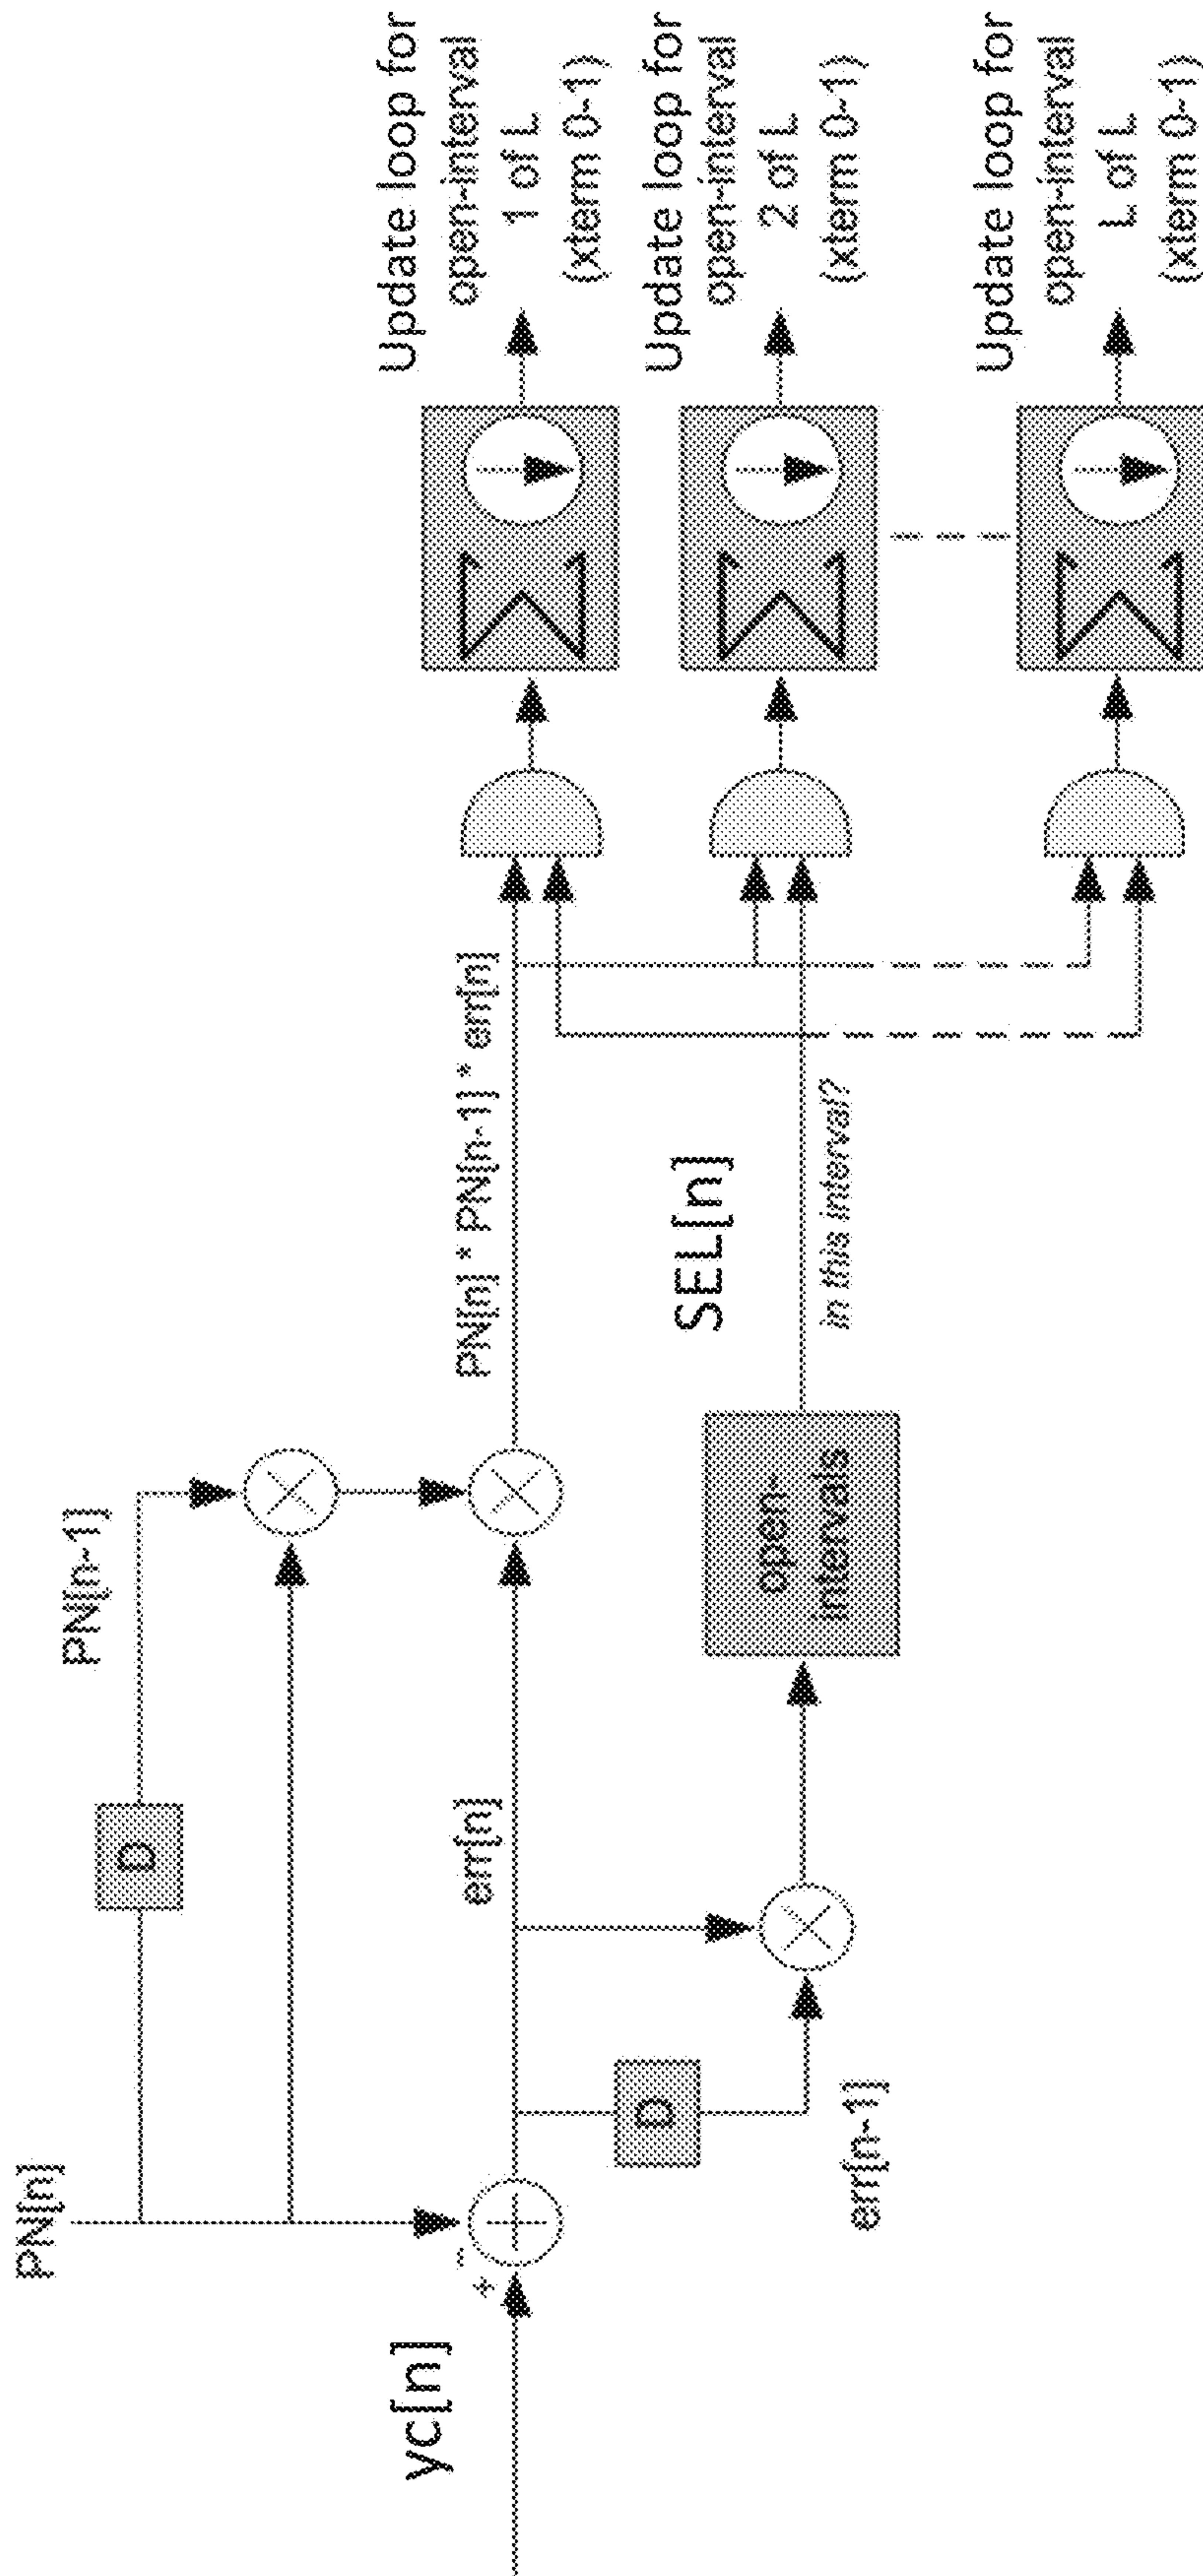 PN[n]
D
PN[n-1]
yc[n]
+
-
err[n]
PN[n] * PN[n-1] * err[n]
D
err[n-1]
open-
intervals
SEL[n]
in this interval?
Update loop for
open-interval
1 of L
(xterm 0-1)
Update loop for
open-interval
2 of L
(xterm 0-1)
Update loop for
open-interval
L of L
(xterm 0-1)